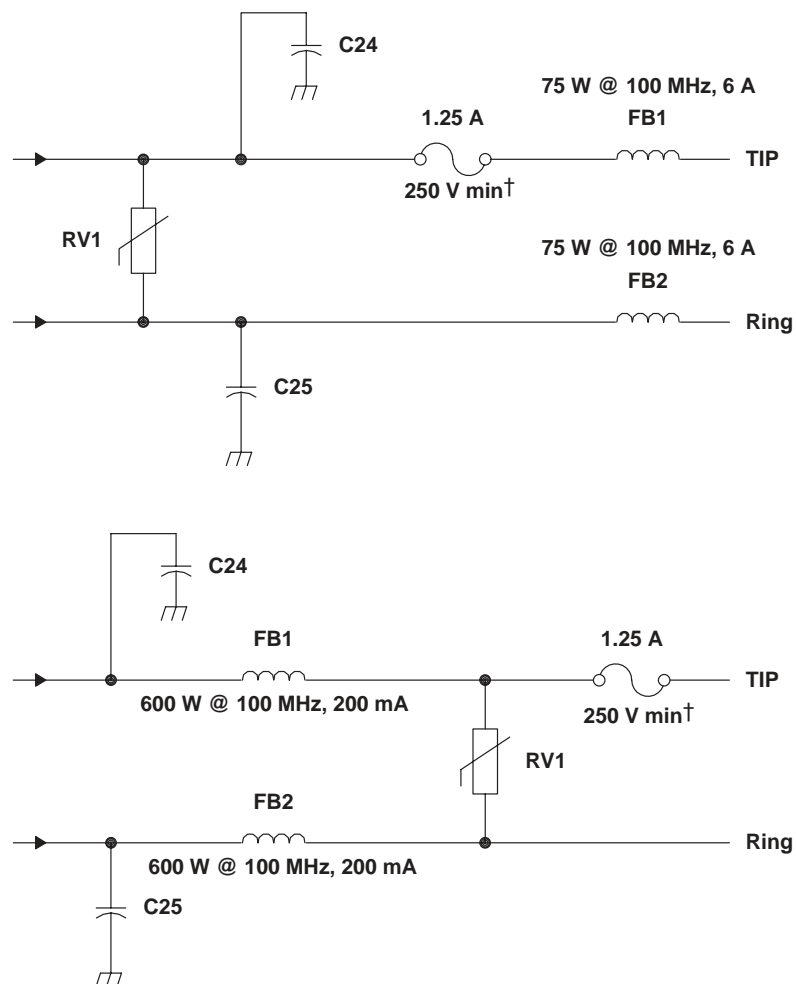 C24
75 W @ 100 MHz, 6 A
1.25 A
FB1
TIP
250 V min†
RV1
75 W @ 100 MHz, 6 A
FB2
Ring
C25
C24
FB1
1.25 A
TIP
600 W @ 100 MHz, 200 mA
250 V min†
RV1
FB2
Ring
600 W @ 100 MHz, 200 mA
C25